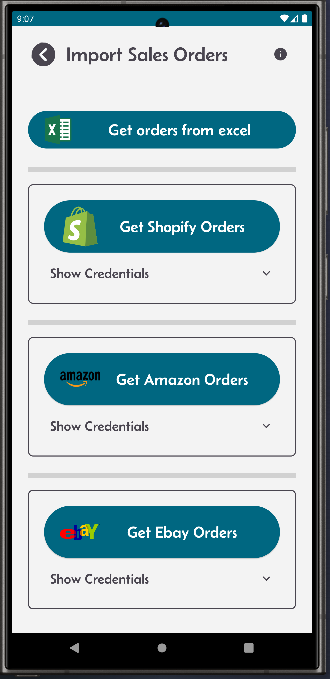 9:07
Import Sales Orders
Get orders from excel
Get Shopify Orders
Show Credentials
amazon
Get Amazon Orders
Show Credentials
ebay
Get Ebay Orders
Show Credentials